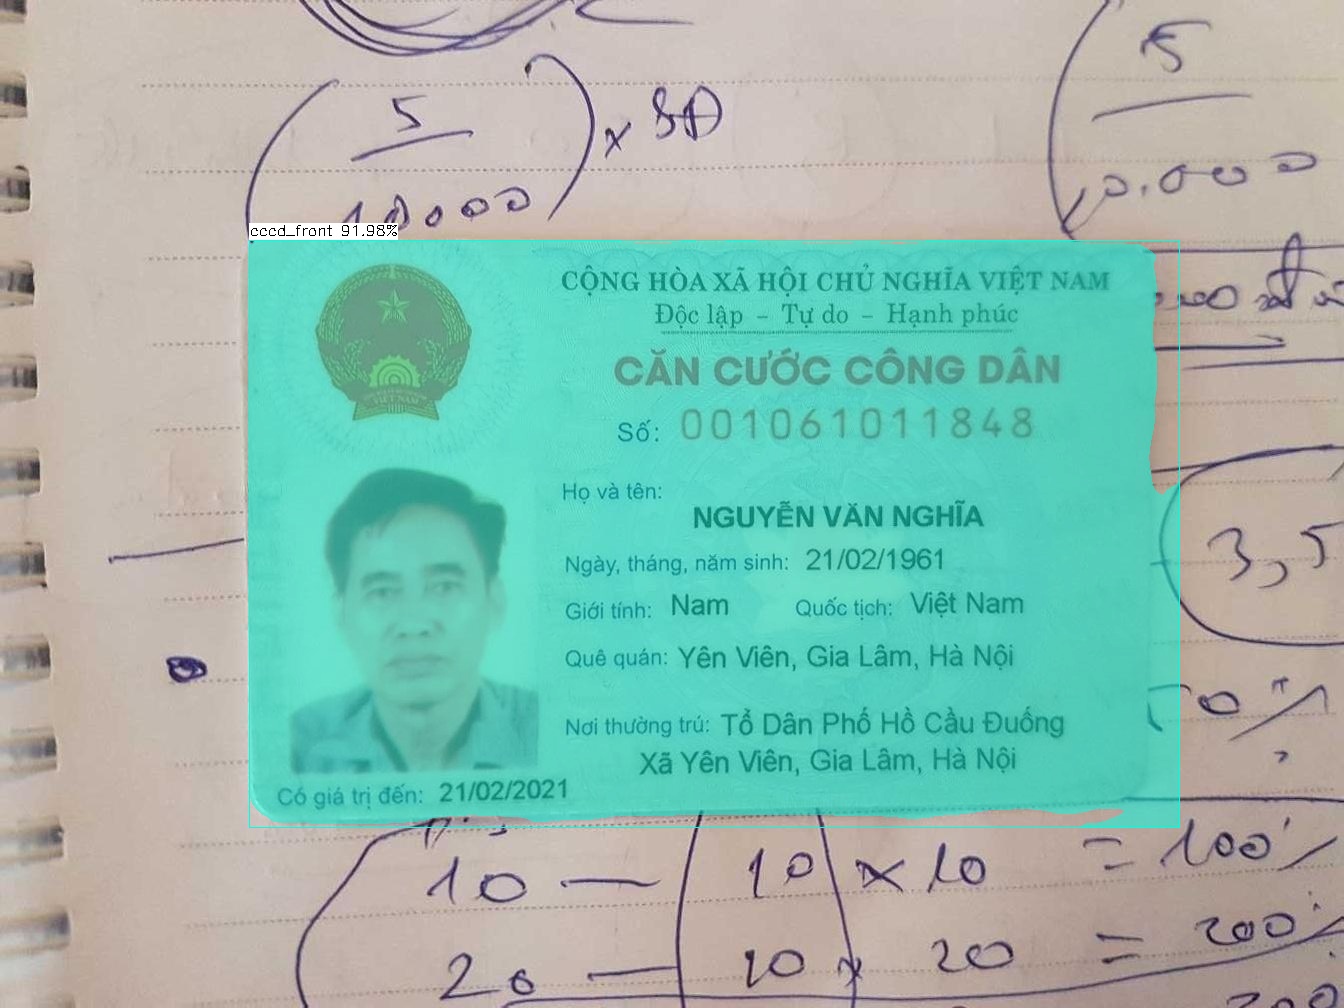 5
5
x SA
10000
10.000
cccd_front 91.98%
CỘNG HÒA XÃ HỘI CHỦ NGHĨA VIỆT NAM
Độc lập - Tự do - Hạnh phúc
CĂN CƯỚC CÔNG DÂN
Số: 001061011848
Họ và tên:
NGUYỄN VĂN NGHĨA
3,5
Ngày, tháng, năm sinh: 21/02/1961
Giới tính: Nam Quốc tịch: Việt Nam
Quê quán: Yên Viên, Gia Lâm, Hà Nội
Nơi thường trú: Tổ Dân Phố Hồ Cầu Đuống
Xã Yên Viên, Gia Lâm, Hà Nội
Có giá trị đến: 21/02/2021
10 — 10 x 10 = 100%
20 — 10 x 20 = 200%